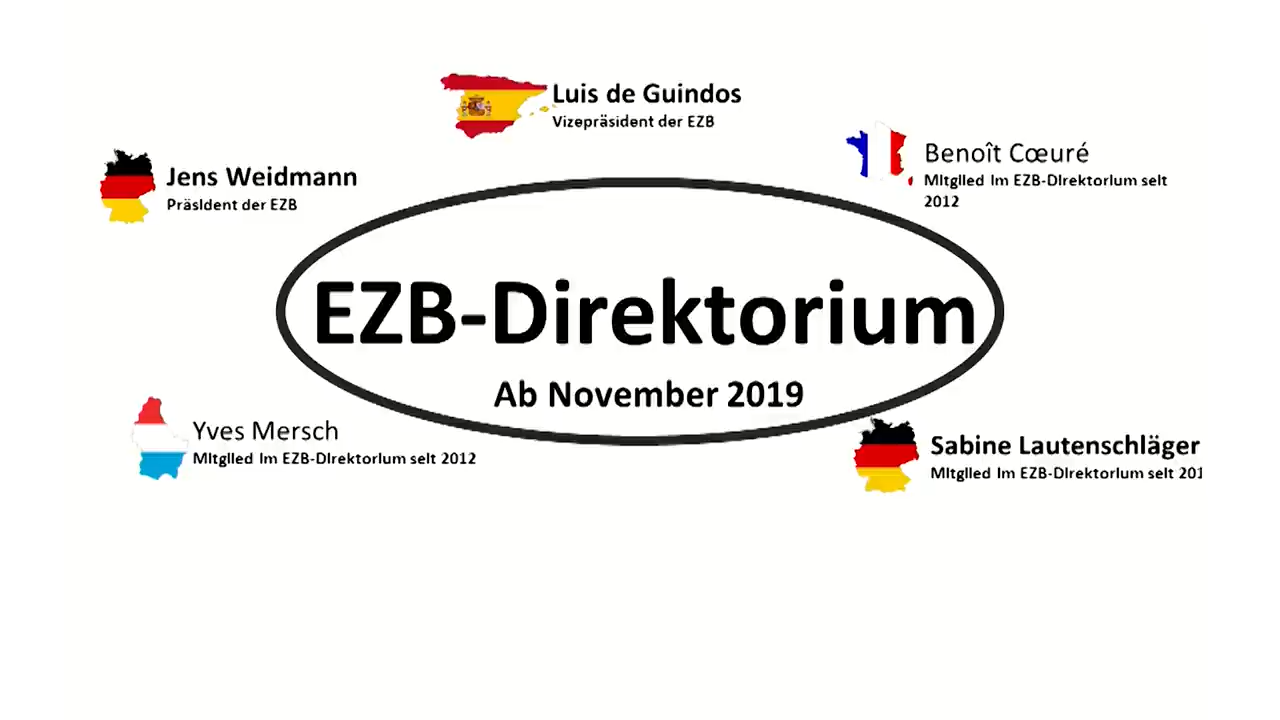 Luis de Guindos
Vizepräsident der EZB
Benoît Cœuré
Mitglied im EZB-Direktorium seit
2012
Jens Weidmann
Präsident der EZB
EZB-Direktorium
Ab November 2019
Yves Mersch
Mitglied im EZB-Direktorium seit 2012
Sabine Lautenschläger
Mitglied im EZB-Direktorium seit